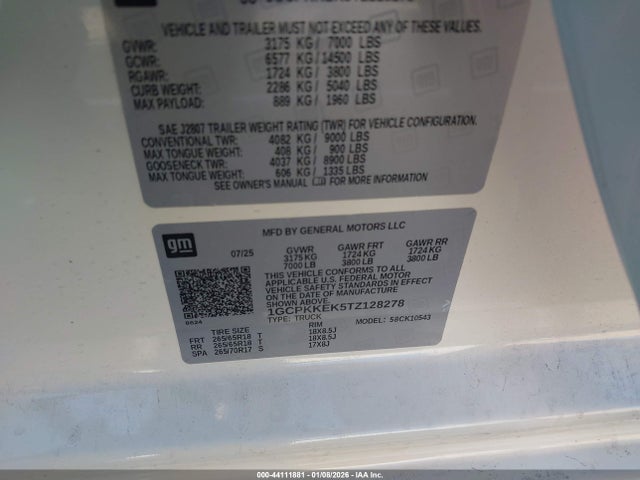 VEHICLE AND TRAILER MUST NOT EXCEED ANY OF THESE LIMITATIONS
GVWR: 3175 KG / 7000 LBS
GCWR: 6577 KG / 14500 LBS
RGAWR: 1724 KG / 3800 LBS
CURB WEIGHT: 2286 KG / 5040 LBS
MAX PAYLOAD: 889 KG / 1960 LBS
SAE J2807 TRAILER WEIGHT RATING (TWR) FOR VEHICLE CONFIGURATION.
CONVENTIONAL TWR: 4082 KG / 9000 LBS
MAX TONGUE WEIGHT: 408 KG / 900 LBS
GOOSENECK TWR: 4037 KG / 8900 LBS
MAX TONGUE WEIGHT: 606 KG / 1335 LBS
SEE OWNER'S MANUAL FOR MORE INFORMATION
gm
MFD BY GENERAL MOTORS LLC
07/25 GVWR GAWR FRT GAWR RR
3175 KG 1724 KG 1724 KG
7000 LB 3800 LB 3800 LB
THIS VEHICLE CONFORMS TO ALL
APPLICABLE U.S. FEDERAL MOTOR
VEHICLE SAFETY STANDARDS IN EFFECT
ON THE DATE OF MANUFACTURE
SHOWN ABOVE.
1GCPKKEK5TZ128278
TYPE: TRUCK MODEL: 58CK10543
TIRE SIZE RIM
FRT 265/65R18 T 18X8.5J
RR 265/65R18 T 18X8.5J
SPA 265/70R17 S 17X8J
000-44111881 - 01/08/2026 - IAA Inc.